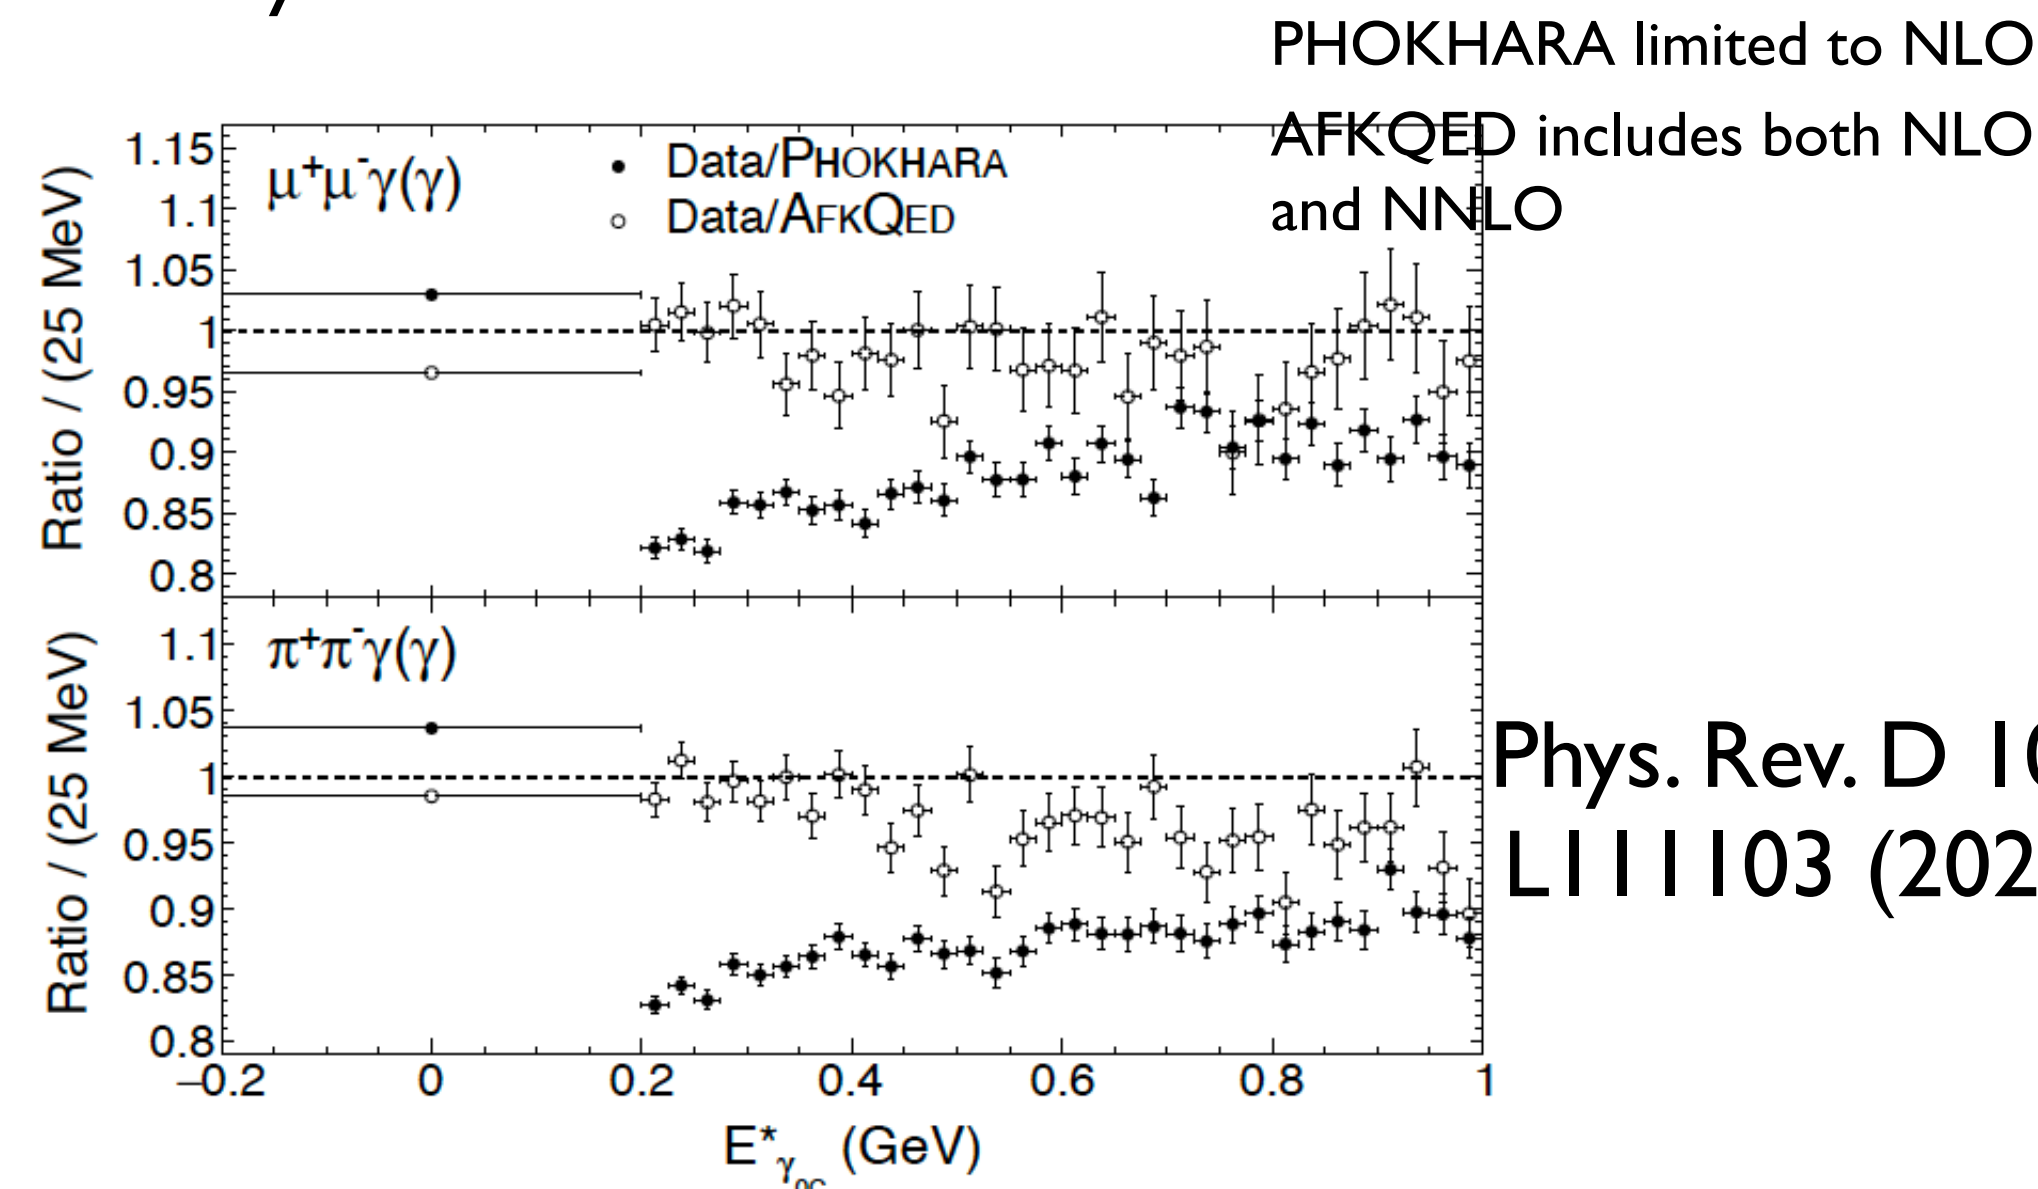 PHOKHARA limited to NLO
AFKQED includes both NLO
and NNLO
1.15
1.1
1.05
1
0.95
0.9
0.85
0.8
Ratio / (25 MeV)
μ⁺μ⁻γ(γ)
Data/PHOKHARA
Data/AFKQED
1.1
1.05
1
0.95
0.9
0.85
0.8
Ratio / (25 MeV)
π⁺π⁻γ(γ)
Phys. Rev. D
L111103 (202
−0.2 0 0.2 0.4 0.6 0.8 1
E*γ (GeV)